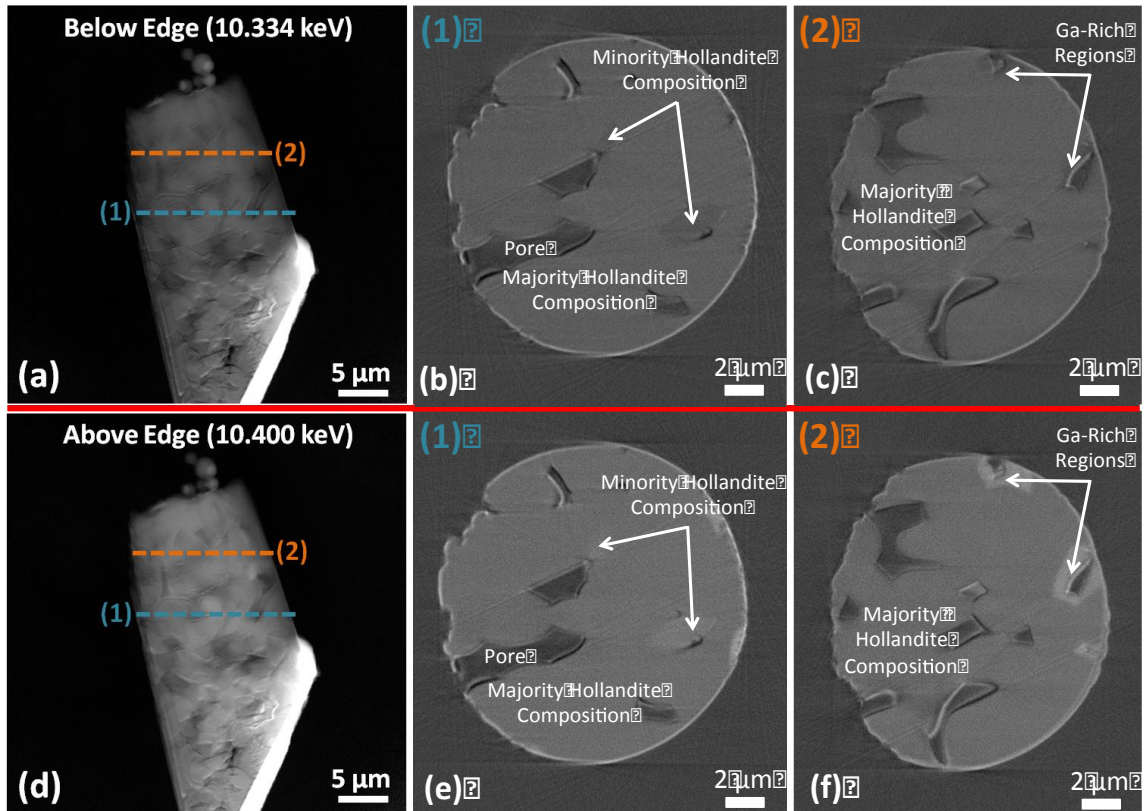 Below Edge (10.334 keV)
(2)
(1)
(a)
5 µm
(1)�
Minority�Hollandite�
Composition�
Pore�
Majority�Hollandite�
Composition�
(b)�
2�µm�
(2)�
Ga-Rich�
Regions�
Majority���
Hollandite�
Composition�
(c)�
2�µm�
Above Edge (10.400 keV)
(2)
(1)
(d)
5 µm
(1)�
Minority�Hollandite�
Composition�
Pore�
Majority�Hollandite�
Composition�
(e)�
2�µm�
(2)�
Ga-Rich�
Regions�
Majority���
Hollandite�
Composition�
(f)�
2�µm�